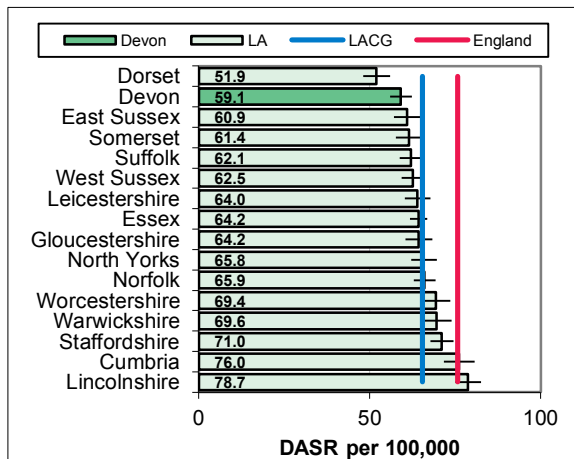 Devon LA LACG England
Dorset 51.9
Devon 59.1
East Sussex 60.9
Somerset 61.4
Suffolk 62.1
West Sussex 62.5
Leicestershire 64.0
Essex 64.2
Gloucestershire 64.2
North Yorks 65.8
Norfolk 65.9
Worcestershire 69.4
Warwickshire 69.6
Staffordshire 71.0
Cumbria 76.0
Lincolnshire 78.7
0 50 100
DASR per 100,000